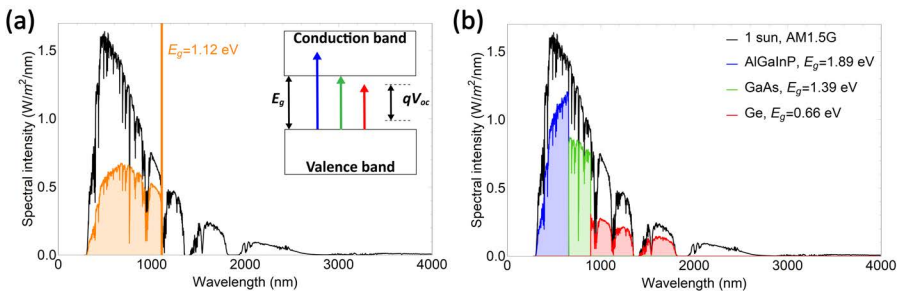 (a)
Spectral intensity (W/m²/nm)
1.5
1.0
0.5
0.0
0
1000
2000
3000
4000
Wavelength (nm)
Eg=1.12 eV
Conduction band
Eg
qVoc
Valence band
(b)
Spectral intensity (W/m²/nm)
1.5
1.0
0.5
0.0
0
1000
2000
3000
4000
Wavelength (nm)
1 sun, AM1.5G
AlGaInP, Eg=1.89 eV
GaAs, Eg=1.39 eV
Ge, Eg=0.66 eV